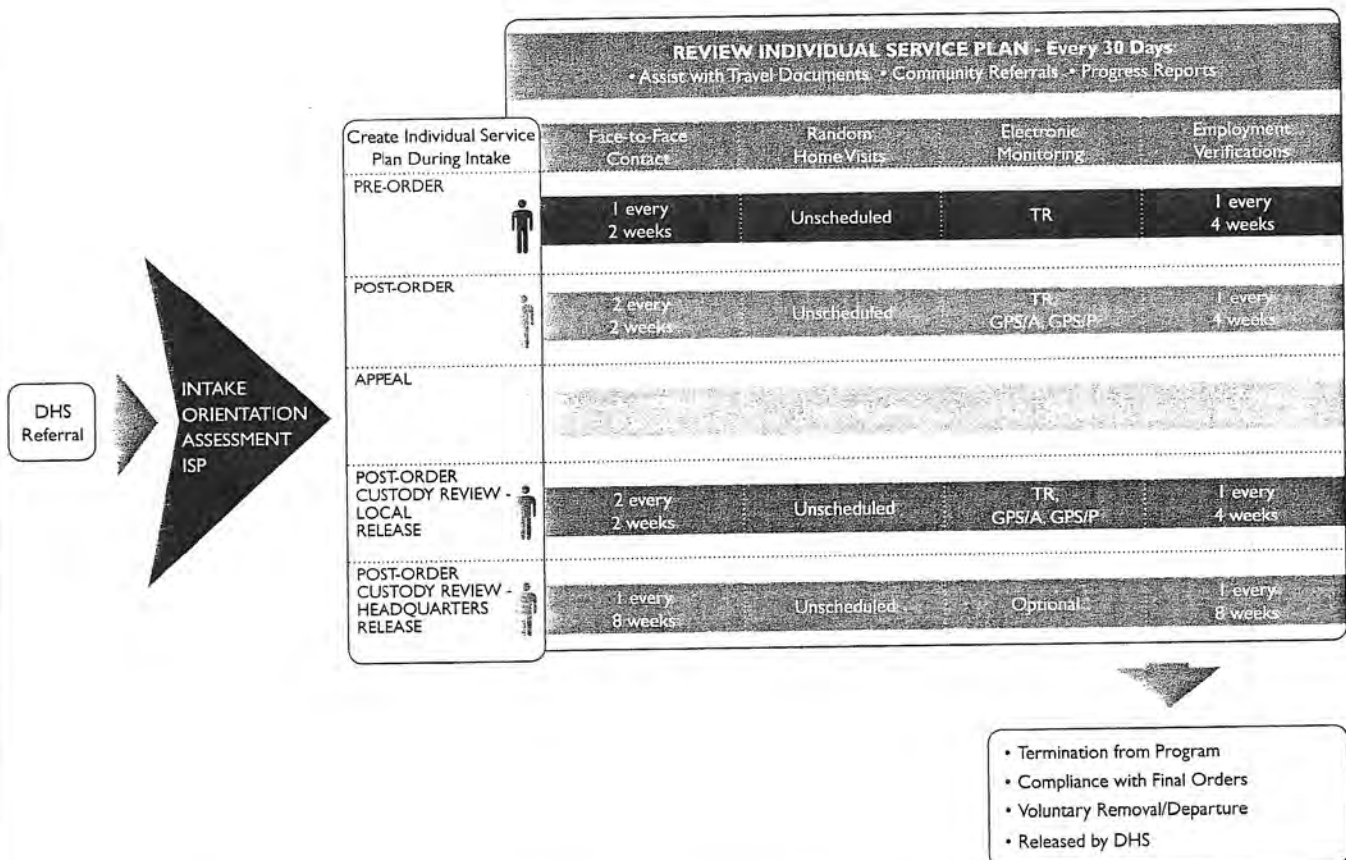 REVIEW INDIVIDUAL SERVICE PLAN - Every 30 Days
• Assist with Travel Documents • Community Referrals • Progress Reports
Create Individual Service
Plan During Intake
Face-to-Face
Contact
Random
Home Visits
Electronic
Monitoring
Employment
Verifications
PRE-ORDER
1 every
2 weeks
Unscheduled
TR
1 every
4 weeks
POST-ORDER
2 every
2 weeks
Unscheduled
TR,
GPS/A, GPS/P
1 every
4 weeks
APPEAL
DHS
Referral
INTAKE
ORIENTATION
ASSESSMENT
ISP
POST-ORDER
CUSTODY REVIEW -
LOCAL
RELEASE
2 every
2 weeks
Unscheduled
TR,
GPS/A, GPS/P
1 every
4 weeks
POST-ORDER
CUSTODY REVIEW -
HEADQUARTERS
RELEASE
1 every
8 weeks
Unscheduled
Optional
1 every
8 weeks
• Termination from Program
• Compliance with Final Orders
• Voluntary Removal/Departure
• Released by DHS